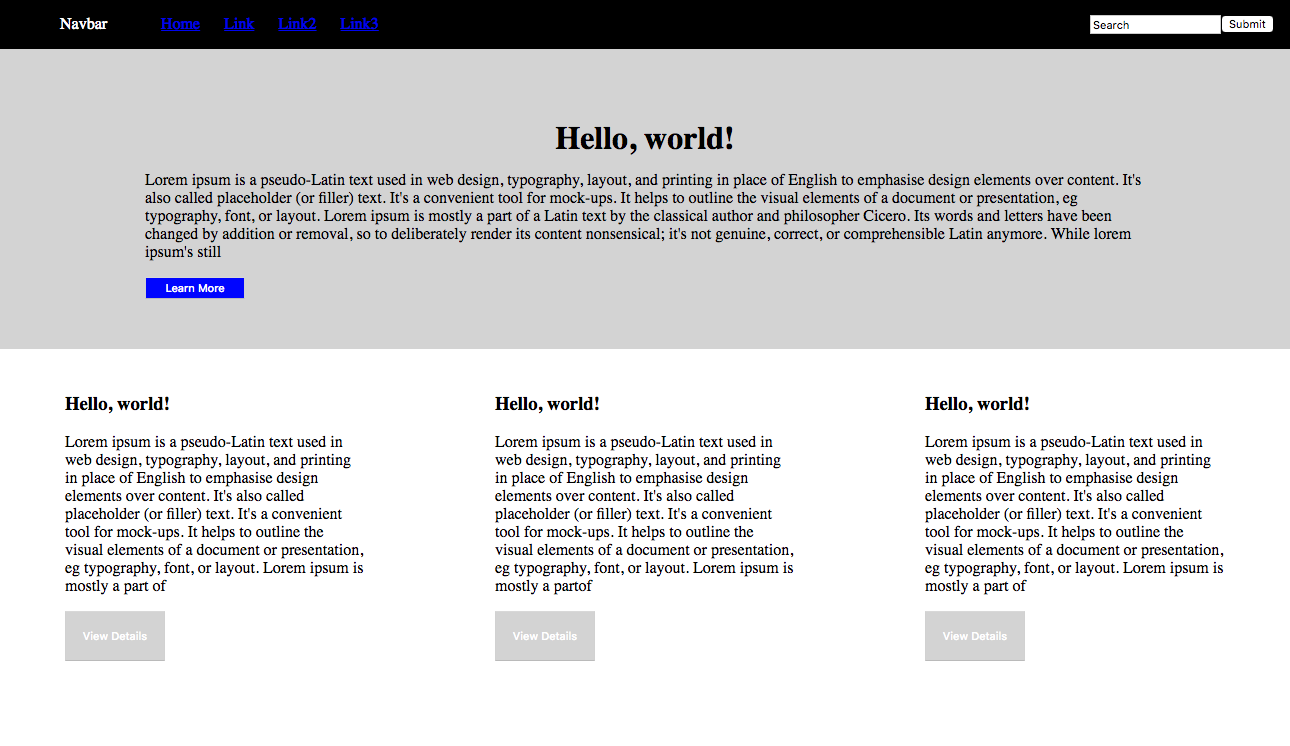 Navbar Home Link Link2 Link3 Search Submit
Hello, world!
Lorem ipsum is a pseudo-Latin text used in web design, typography, layout, and printing in place of English to emphasise design elements over content. It's
also called placeholder (or filler) text. It's a convenient tool for mock-ups. It helps to outline the visual elements of a document or presentation, eg
typography, font, or layout. Lorem ipsum is mostly a part of a Latin text by the classical author and philosopher Cicero. Its words and letters have been
changed by addition or removal, so to deliberately render its content nonsensical; it's not genuine, correct, or comprehensible Latin anymore. While lorem
ipsum's still
Learn More
Hello, world!
Lorem ipsum is a pseudo-Latin text used in
web design, typography, layout, and printing
in place of English to emphasise design
elements over content. It's also called
placeholder (or filler) text. It's a convenient
tool for mock-ups. It helps to outline the
visual elements of a document or presentation,
eg typography, font, or layout. Lorem ipsum is
mostly a part of
View Details
Hello, world!
Lorem ipsum is a pseudo-Latin text used in
web design, typography, layout, and printing
in place of English to emphasise design
elements over content. It's also called
placeholder (or filler) text. It's a convenient
tool for mock-ups. It helps to outline the
visual elements of a document or presentation,
eg typography, font, or layout. Lorem ipsum is
mostly a partof
View Details
Hello, world!
Lorem ipsum is a pseudo-Latin text used in
web design, typography, layout, and printing
in place of English to emphasise design
elements over content. It's also called
placeholder (or filler) text. It's a convenient
tool for mock-ups. It helps to outline the
visual elements of a document or presentation,
eg typography, font, or layout. Lorem ipsum is
mostly a part of
View Details